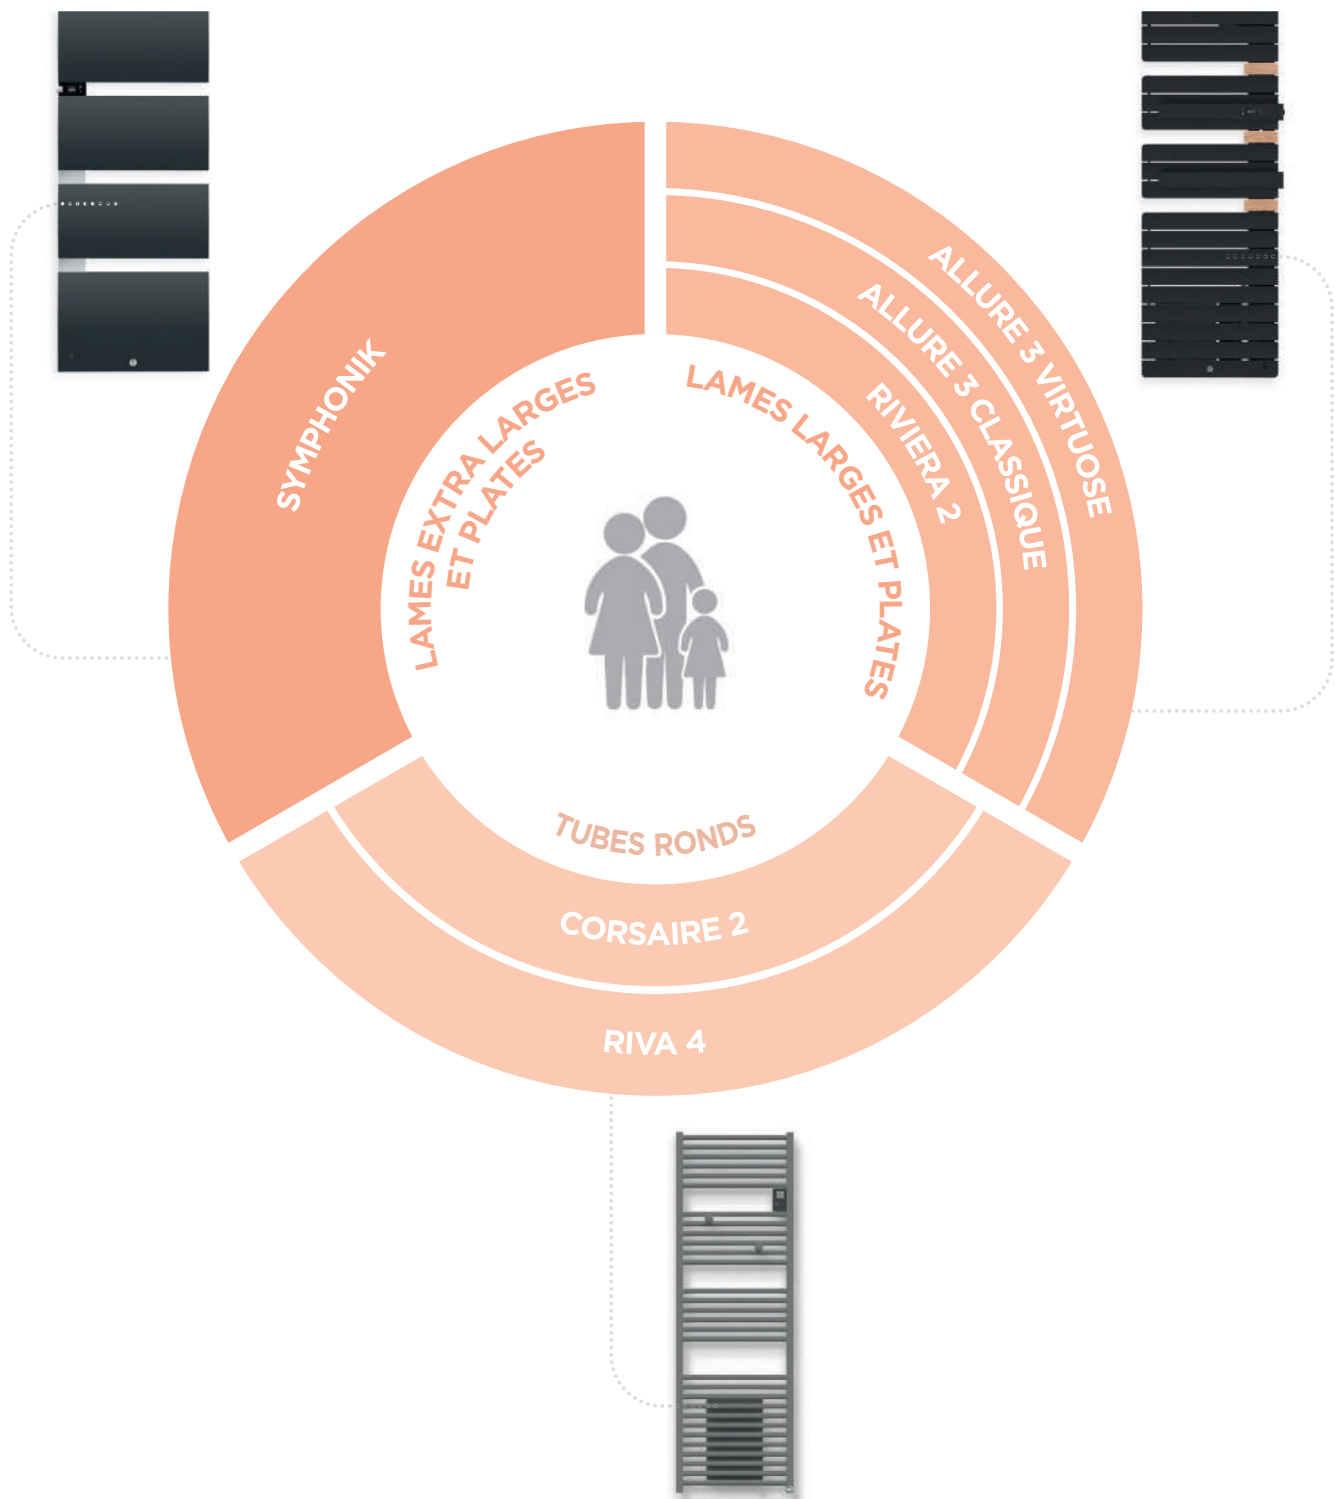 SYMPHONIK
LAMES EXTRA LARGES
ET PLATES
LAMES LARGES ET PLATES
RIVIERA 2
ALLURE 3 CLASSIQUE
ALLURE 3 VIRTUOSE
TUBES RONDS
CORSAIRE 2
RIVA 4